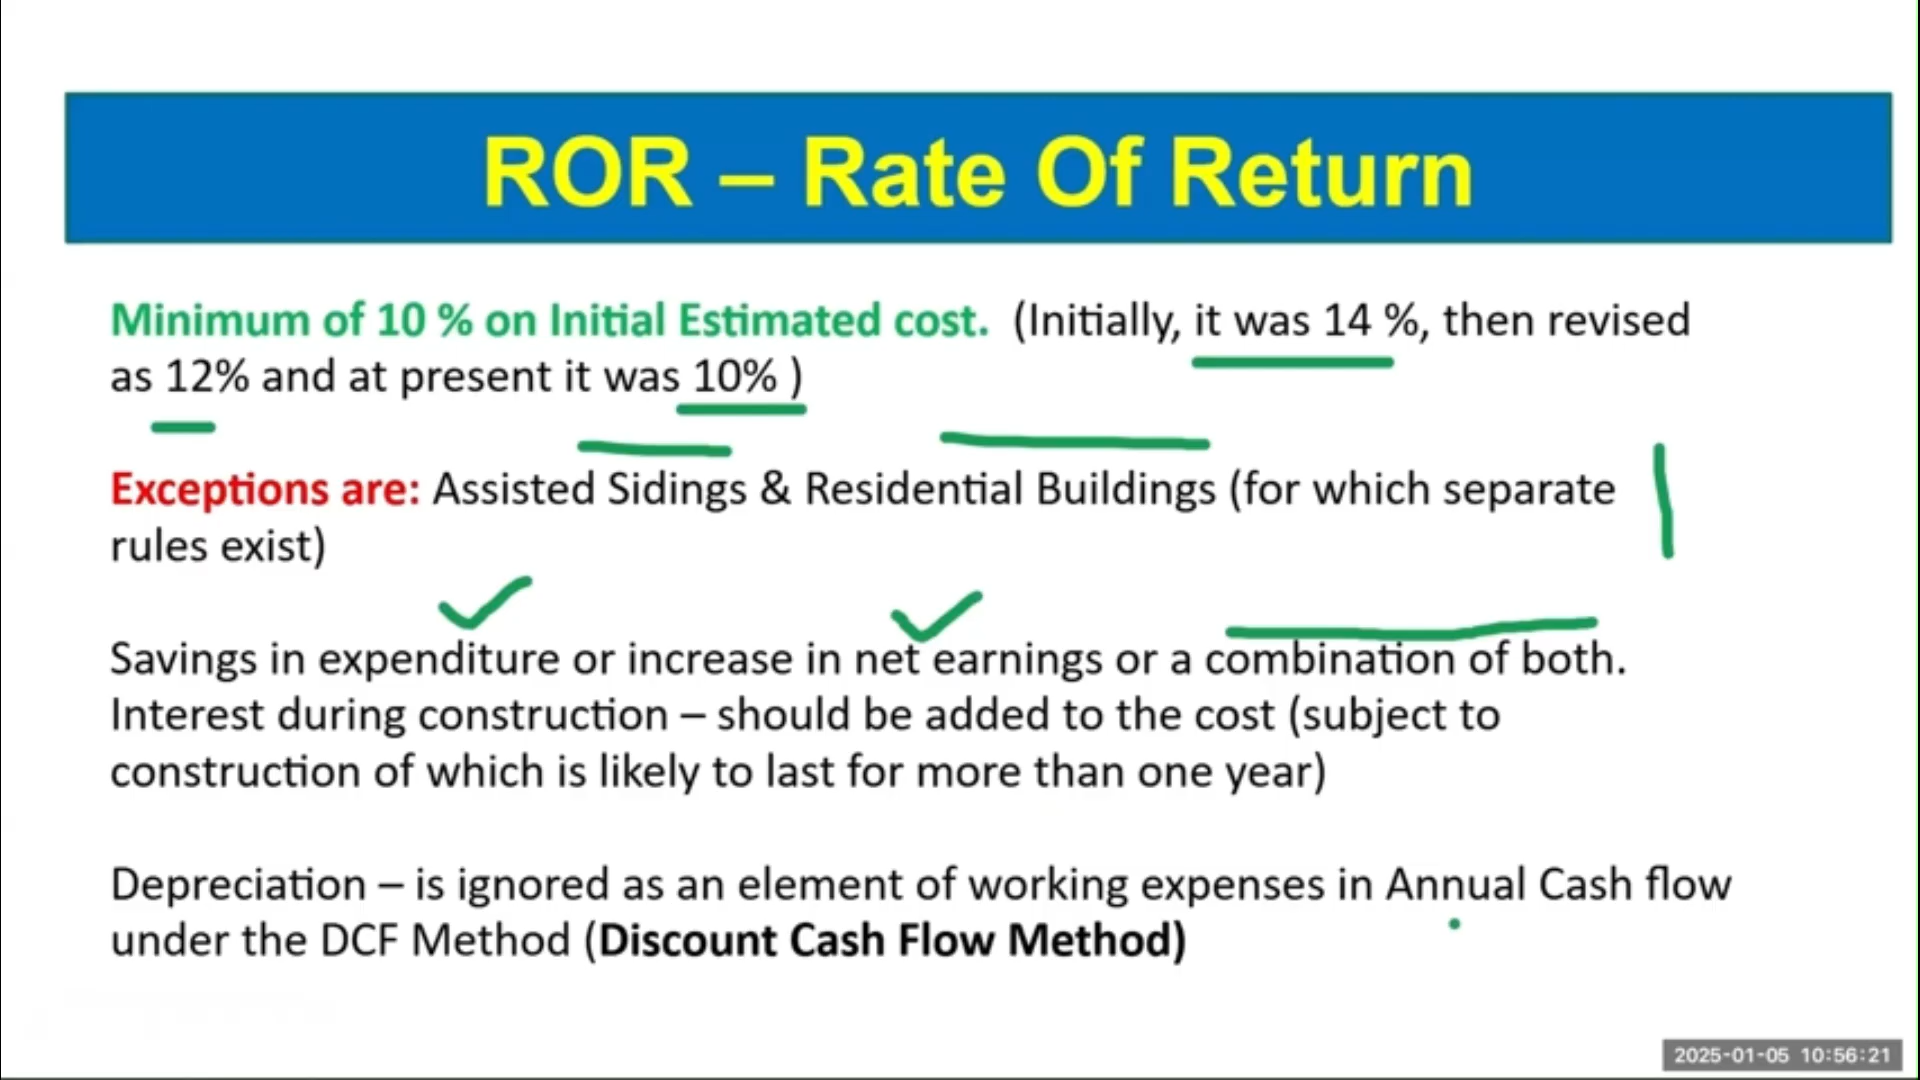 ROR – Rate Of Return
Minimum of 10 % on Initial Estimated cost. (Initially, it was 14 %, then revised
as 12% and at present it was 10% )
Exceptions are: Assisted Sidings & Residential Buildings (for which separate
rules exist)
Savings in expenditure or increase in net earnings or a combination of both.
Interest during construction – should be added to the cost (subject to
construction of which is likely to last for more than one year)
Depreciation – is ignored as an element of working expenses in Annual Cash flow
under the DCF Method (Discount Cash Flow Method)
2025-01-05 10:56:21